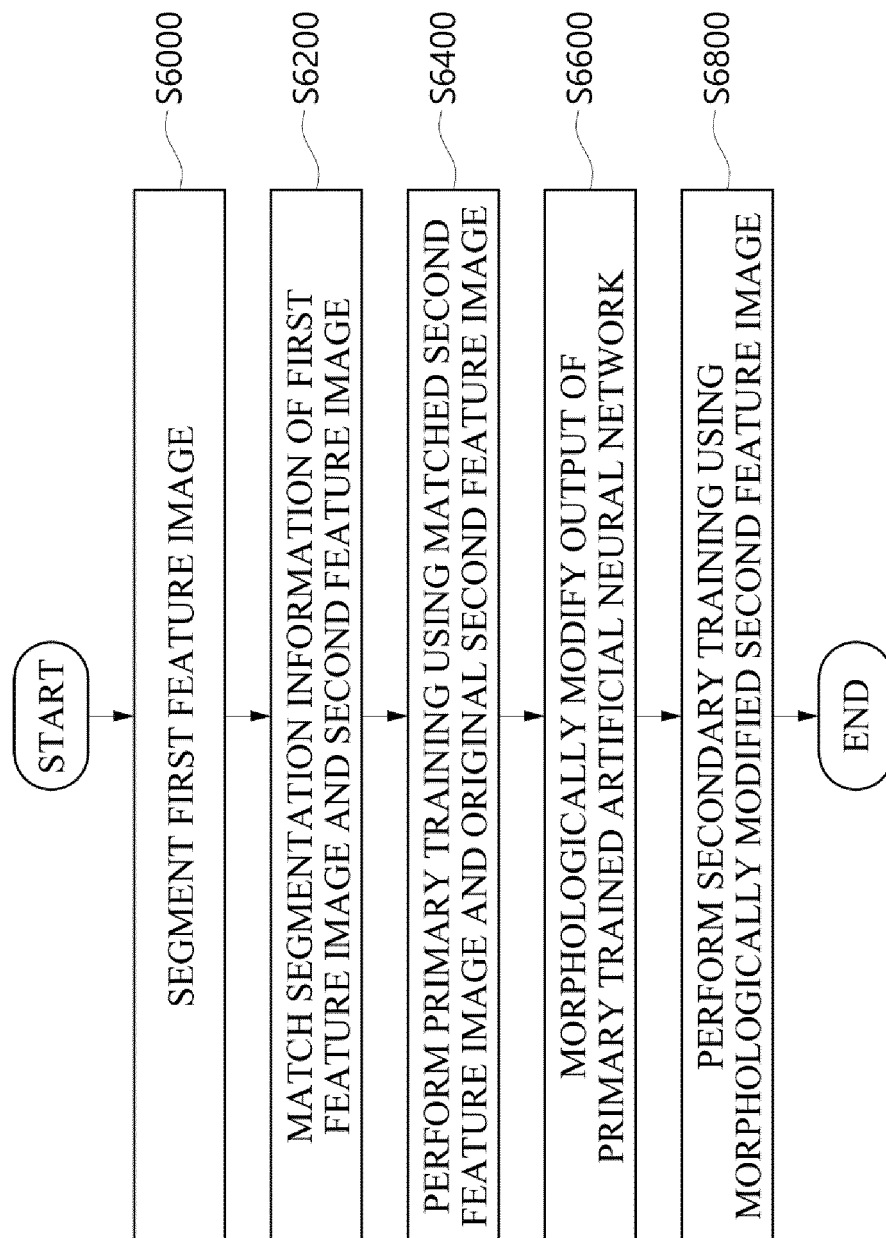 START
SEGMENT FIRST FEATURE IMAGE
S6000
MATCH SEGMENTATION INFORMATION OF FIRST
FEATURE IMAGE AND SECOND FEATURE IMAGE
S6200
PERFORM PRIMARY TRAINING USING MATCHED SECOND
FEATURE IMAGE AND ORIGINAL SECOND FEATURE IMAGE
S6400
MORPHOLOGICALLY MODIFY OUTPUT OF
PRIMARY TRAINED ARTIFICIAL NEURAL NETWORK
S6600
PERFORM SECONDARY TRAINING USING
MORPHOLOGICALLY MODIFIED SECOND FEATURE IMAGE
S6800
END